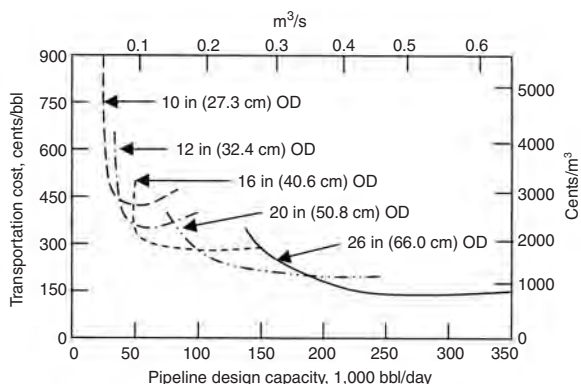 m³/s
0.1 0.2 0.3 0.4 0.5 0.6
900
750
600
450
300
150
0
Transportation cost, cents/bbl
10 in (27.3 cm) OD
12 in (32.4 cm) OD
16 in (40.6 cm) OD
20 in (50.8 cm) OD
26 in (66.0 cm) OD
5000
4000
3000
2000
1000
0
Cents/m³
0 50 100 150 200 250 300 350
Pipeline design capacity, 1,000 bbl/day